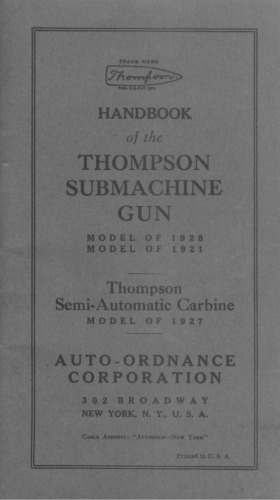 TRADE MARK
Thompson
REG. U.S. PAT. OFF.
HANDBOOK
of the
THOMPSON
SUBMACHINE
GUN
MODEL OF 1928
MODEL OF 1921
Thompson
Semi-Automatic Carbine
MODEL OF 1927
AUTO-ORDNANCE
CORPORATION
302 BROADWAY
NEW YORK, N. Y., U. S. A.
Cable Address: "Autordco—New York"
Printed in U. S. A.